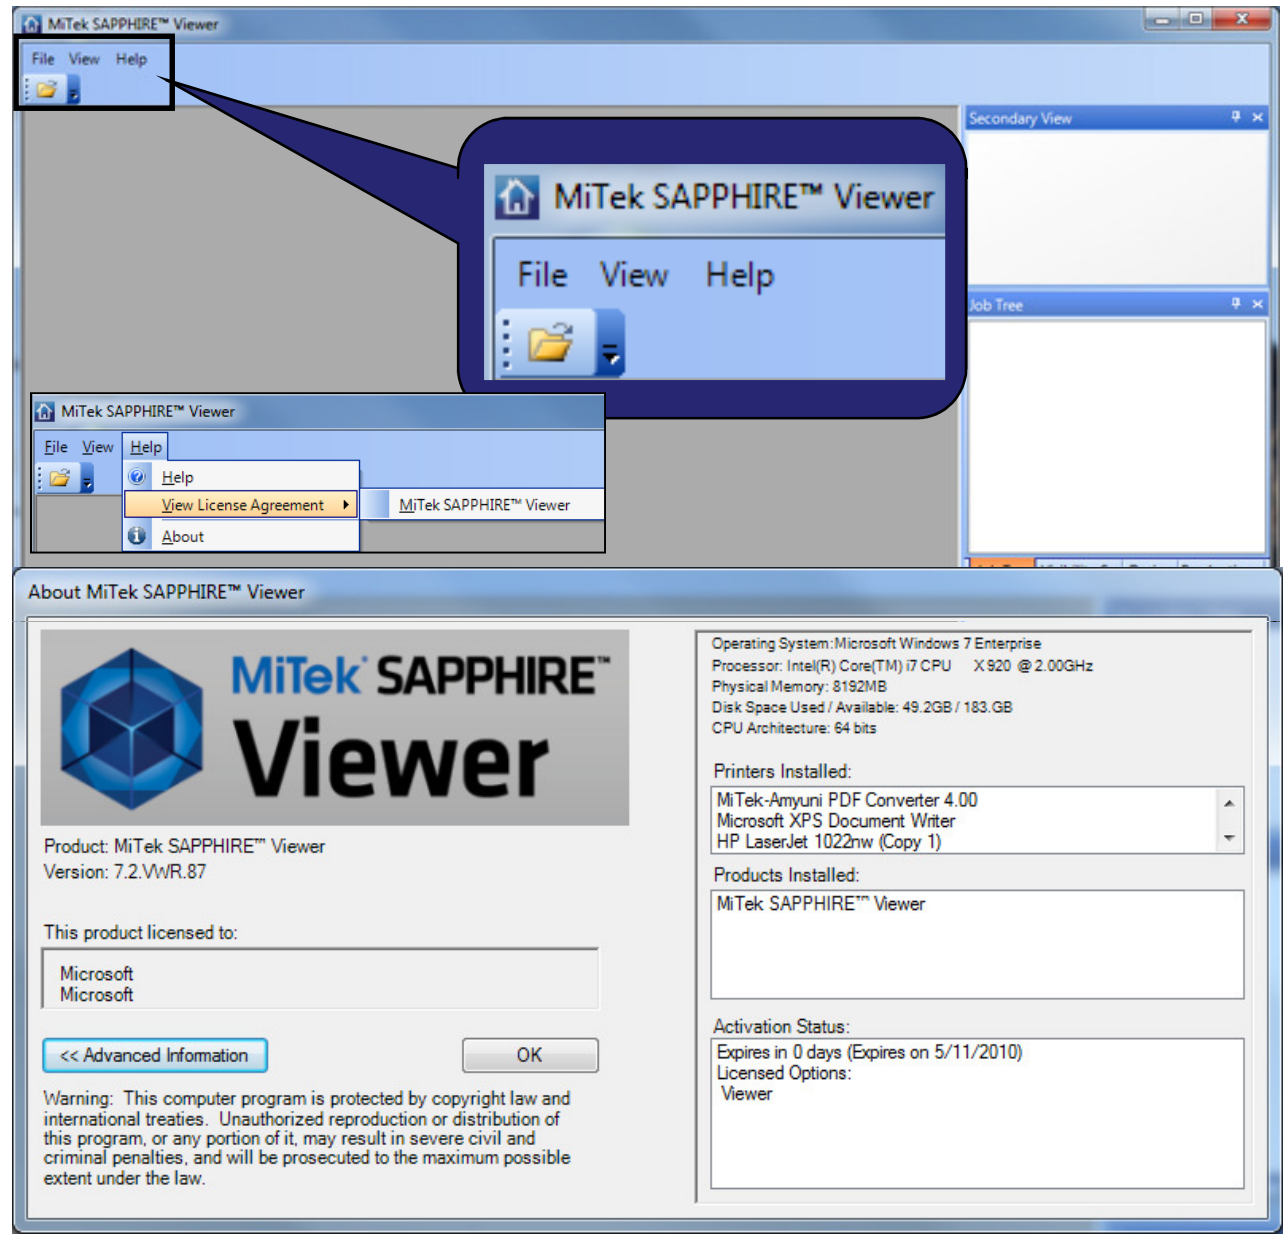 MiTek SAPPHIRE™ Viewer
File View Help
Secondary View
MiTek SAPPHIRE™ Viewer
File View Help
Job Tree
MiTek SAPPHIRE™ Viewer
File View Help
Help
View License Agreement
MiTek SAPPHIRE™ Viewer
About
About MiTek SAPPHIRE™ Viewer
MiTek® SAPPHIRE™
Viewer
Product: MiTek SAPPHIRE™ Viewer
Version: 7.2.VWR.87
This product licensed to:
Microsoft
Microsoft
<< Advanced Information
OK
Warning: This computer program is protected by copyright law and
international treaties. Unauthorized reproduction or distribution of
this program, or any portion of it, may result in severe civil and
criminal penalties, and will be prosecuted to the maximum possible
extent under the law.
Operating System:Microsoft Windows 7 Enterprise
Processor: Intel(R) Core(TM) i7 CPU X 920 @ 2.00GHz
Physical Memory: 8192MB
Disk Space Used / Available: 49.2GB / 183.GB
CPU Architecture: 64 bits
Printers Installed:
MiTek-Amyuni PDF Converter 4.00
Microsoft XPS Document Writer
HP LaserJet 1022nw (Copy 1)
Products Installed:
MiTek SAPPHIRE™ Viewer
Activation Status:
Expires in 0 days (Expires on 5/11/2010)
Licensed Options:
Viewer